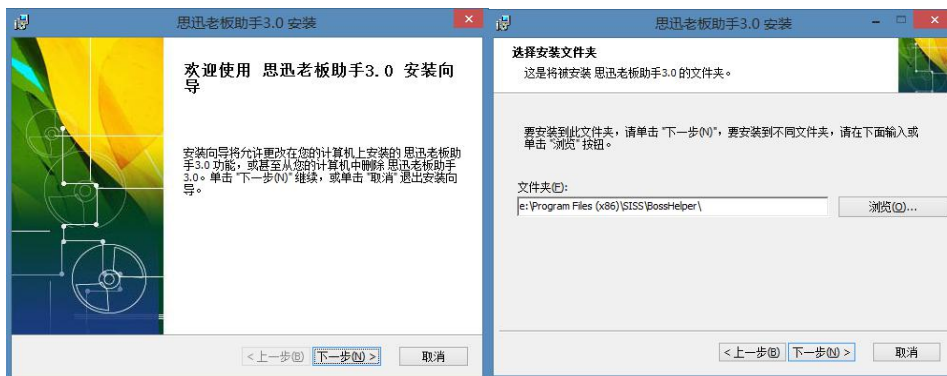 思迅老板助手3.0 安装
欢迎使用 思迅老板助手3.0 安装向
导
安装向导将允许更改在您的计算机上安装的 思迅老板助
手3.0 功能，或甚至从您的计算机中删除 思迅老板助手
3.0。单击 "下一步(N)" 继续，或单击 "取消" 退出安装向
导。
<上一步(B)
下一步(N) >
取消
思迅老板助手3.0 安装
选择安装文件夹
这是将被安装 思迅老板助手3.0 的文件夹。
要安装到此文件夹，请单击 "下一步(N)"，要安装到不同文件夹，请在下面输入或
单击 "浏览" 按钮。
文件夹(F):
e:\Program Files (x86)\SISS\BossHelper\
浏览(O)...
<上一步(B)
下一步(N) >
取消